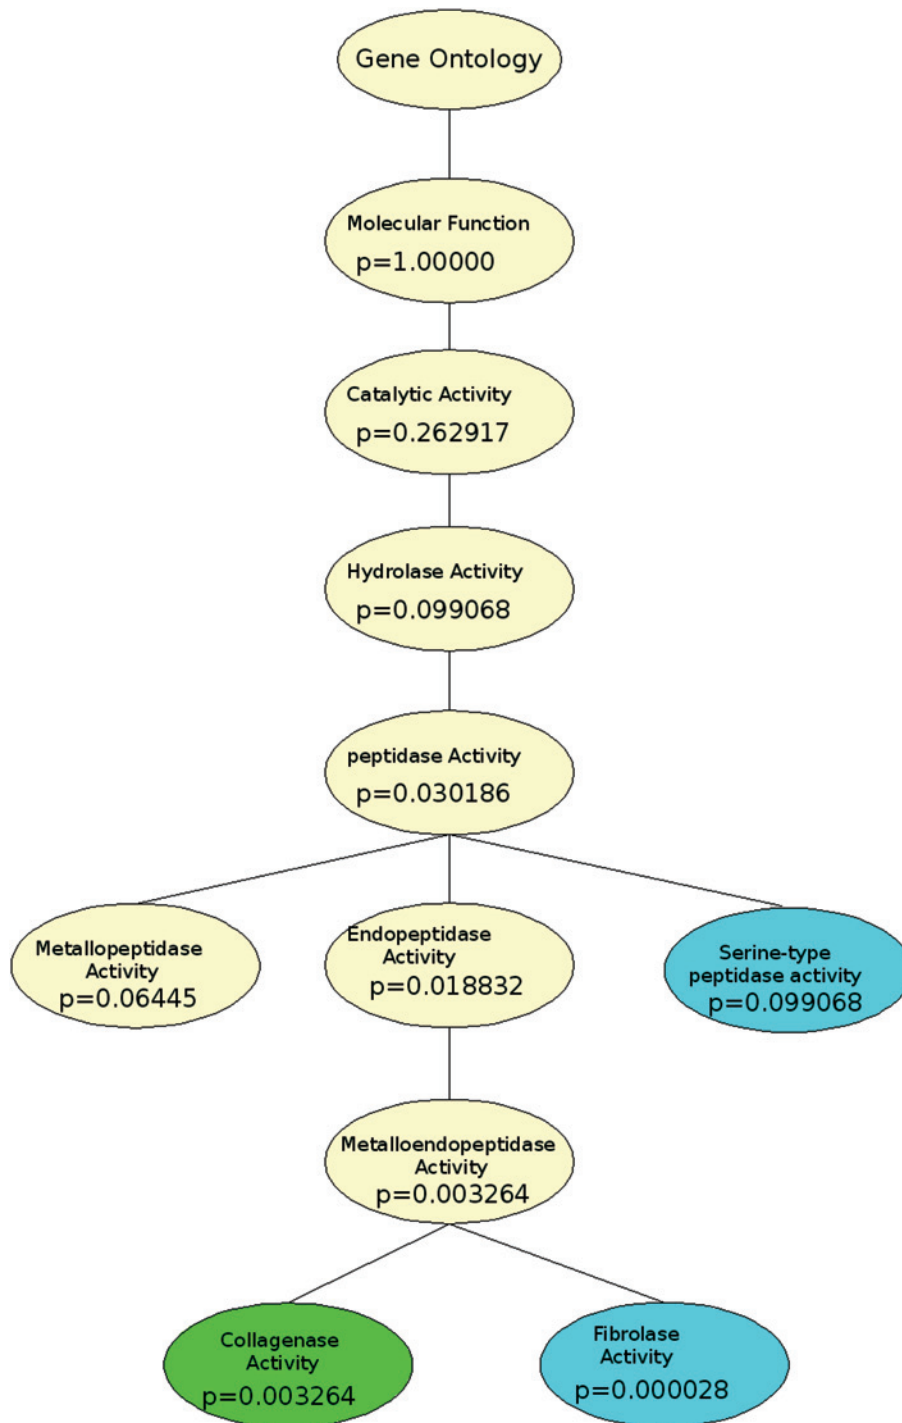 Gene Ontology
Molecular Function
p=1.00000
Catalytic Activity
p=0.262917
Hydrolase Activity
p=0.099068
peptidase Activity
p=0.030186
Metallopeptidase
Activity
p=0.06445
Endopeptidase
Activity
p=0.018832
Serine-type
peptidase activity
p=0.099068
Metalloendopeptidase
Activity
p=0.003264
Collagenase
Activity
p=0.003264
Fibrolase
Activity
p=0.000028